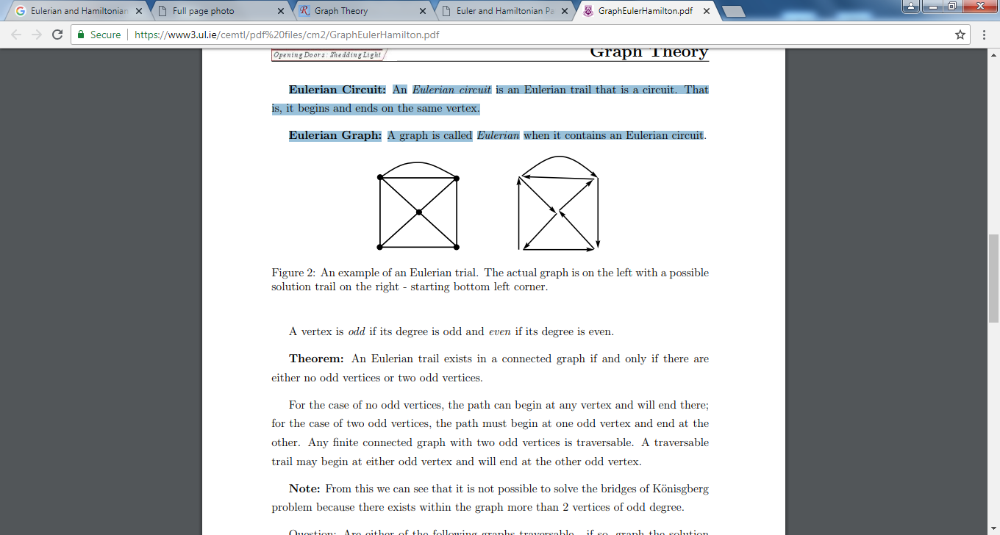 Eulerian and Hamiltonian
Full page photo
Graph Theory
Euler and Hamiltonian Pa
GraphEulerHamilton.pdf
Secure
https://www3.ul.ie/cemtl/pdf%20files/cm2/GraphEulerHamilton.pdf
Opening Doors: Shedding Light
Graph Theory
Eulerian Circuit: An Eulerian circuit is an Eulerian trail that is a circuit. That
is, it begins and ends on the same vertex.
Eulerian Graph: A graph is called Eulerian when it contains an Eulerian circuit.
Figure 2: An example of an Eulerian trial. The actual graph is on the left with a possible
solution trail on the right - starting bottom left corner.
A vertex is odd if its degree is odd and even if its degree is even.
Theorem: An Eulerian trail exists in a connected graph if and only if there are
either no odd vertices or two odd vertices.
For the case of no odd vertices, the path can begin at any vertex and will end there;
for the case of two odd vertices, the path must begin at one odd vertex and end at the
other. Any finite connected graph with two odd vertices is traversable. A traversable
trail may begin at either odd vertex and will end at the other odd vertex.
Note: From this we can see that it is not possible to solve the bridges of Könisgberg
problem because there exists within the graph more than 2 vertices of odd degree.
Question: Are either of the following graphs traversable - if so, graph the solution